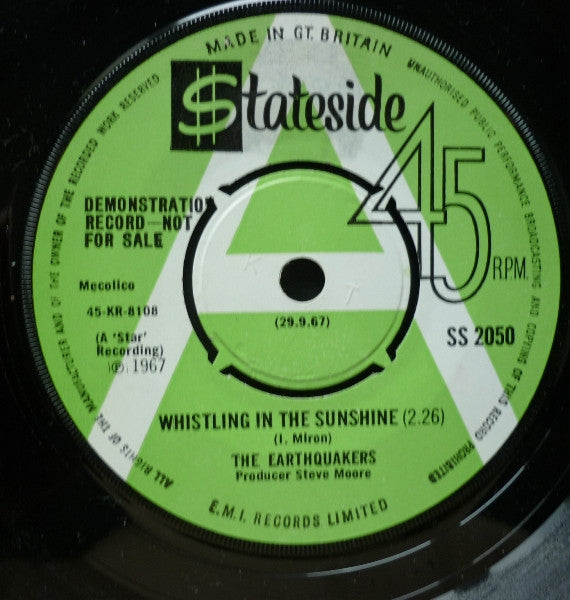 MADE IN GT. BRITAIN
$tateside
45
RPM.
DEMONSTRATION
RECORD—NOT
FOR SALE
Mecolico
45-KR-8108
(A 'Star'
Recording)
Ⓟ. 1967
K T
(29.9.67)
SS 2050
WHISTLING IN THE SUNSHINE (2.26)
(I. Miron)
THE EARTHQUAKERS
Producer Steve Moore
E.M.I. RECORDS LIMITED
ALL RIGHTS OF THE MANUFACTURER AND OF THE OWNER OF THE RECORDED WORK RESERVED
UNAUTHORISED PUBLIC PERFORMANCE BROADCASTING AND COPYING OF THIS RECORD PROHIBITED